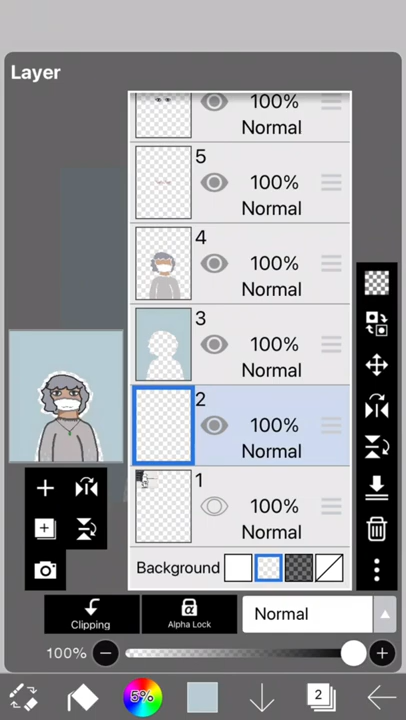 Layer
100%
Normal
5
100%
Normal
4
100%
Normal
3
100%
Normal
2
100%
Normal
1
100%
Normal
Background
Clipping
Alpha Lock
Normal
100%
5%
2